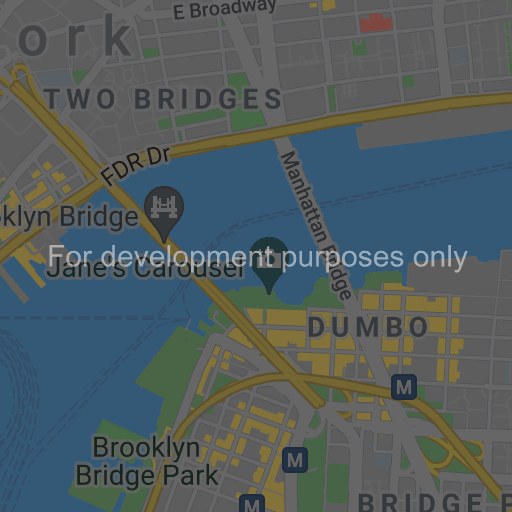 E Broadway
ork
TWO BRIDGES
FDR Dr
Manhattan Bridge
oklyn Bridge
For development purposes only
Jane's Carousel
DUMBO
M
Brooklyn
Bridge Park
M
M
BRIDGE F